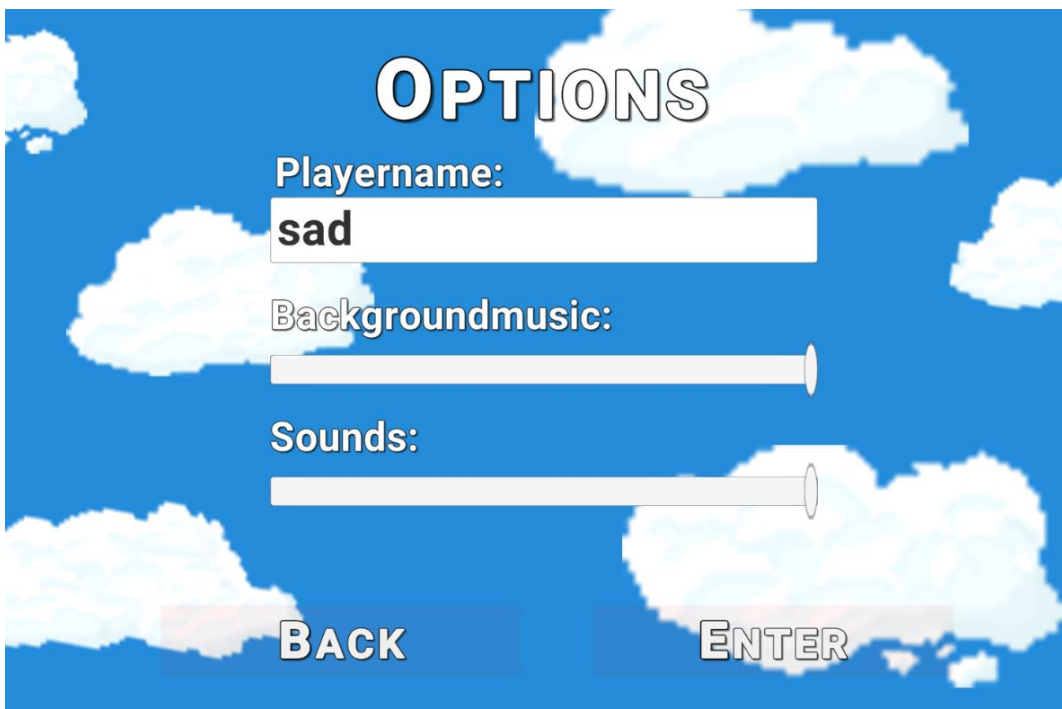 OPTIONS
Playername:
sad
Backgroundmusic:
Sounds:
BACK
ENTER